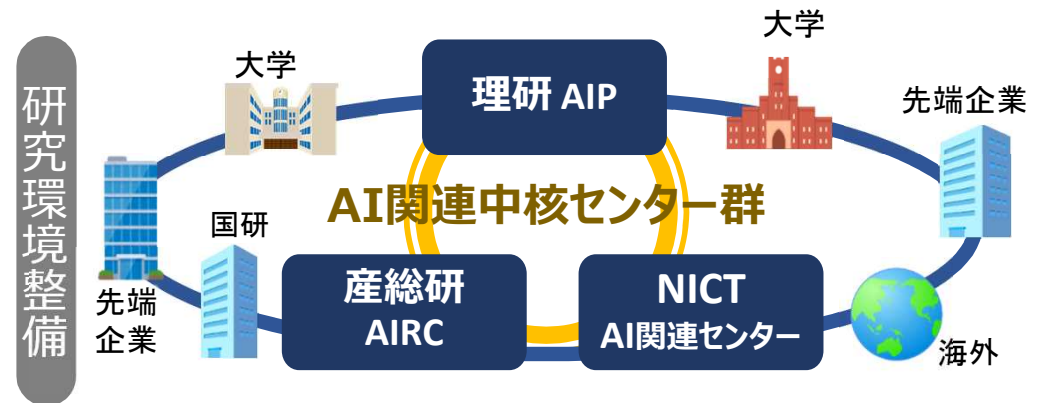 研究環境整備
大学
理研 AIP
大学
先端企業
AI関連中核センター群
国研
先端
企業
産総研
AIRC
NICT
AI関連センター
海外